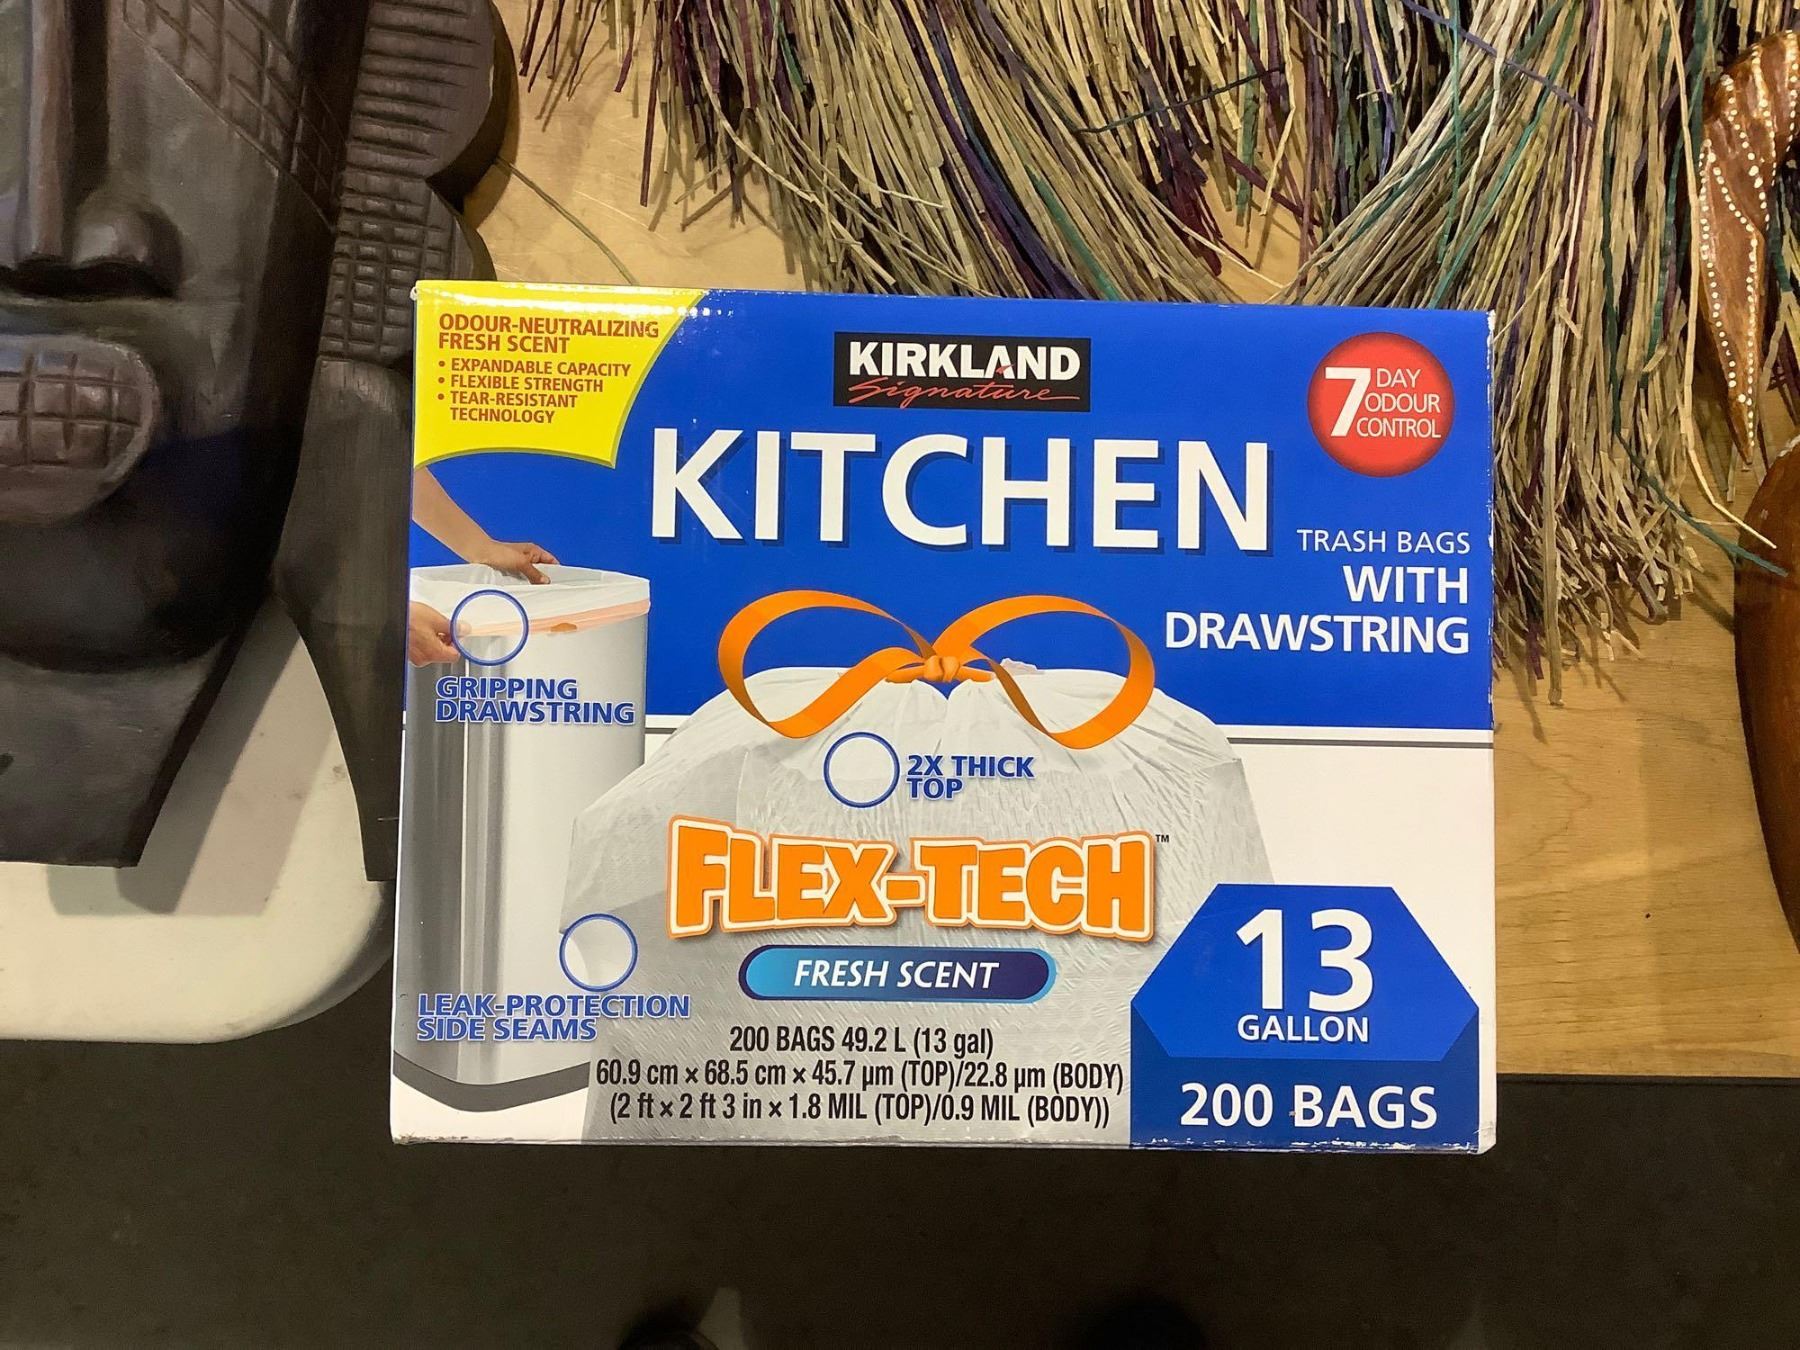 ODOUR-NEUTRALIZING
FRESH SCENT
• EXPANDABLE CAPACITY
• FLEXIBLE STRENGTH
• TEAR-RESISTANT
TECHNOLOGY
KIRKLAND
Signature
7 DAY
ODOUR
CONTROL
KITCHEN
TRASH BAGS
WITH
DRAWSTRING
GRIPPING
DRAWSTRING
2X THICK
TOP
FLEX-TECH™
FRESH SCENT
LEAK-PROTECTION
SIDE SEAMS
200 BAGS 49.2 L (13 gal)
60.9 cm × 68.5 cm × 45.7 µm (TOP)/22.8 µm (BODY)
(2 ft × 2 ft 3 in × 1.8 MIL (TOP)/0.9 MIL (BODY))
13
GALLON
200 BAGS